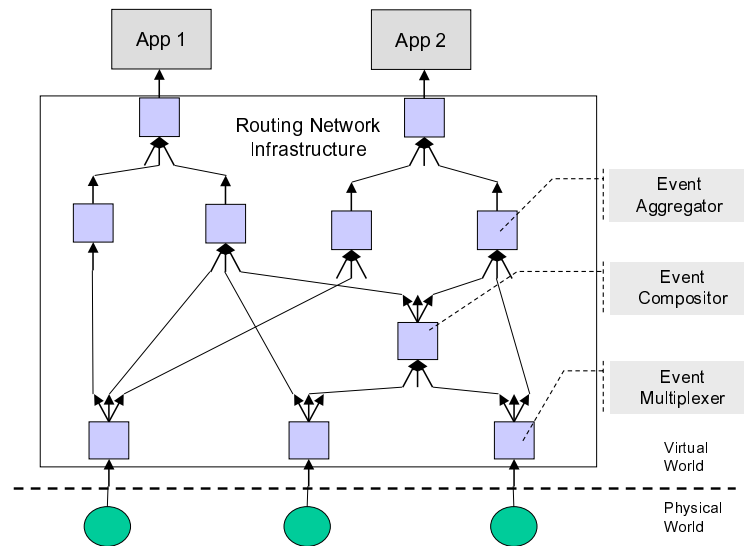 App 1
App 2
Routing Network
Infrastructure
Event
Aggregator
Event
Compositor
Event
Multiplexer
Virtual
World
Physical
World